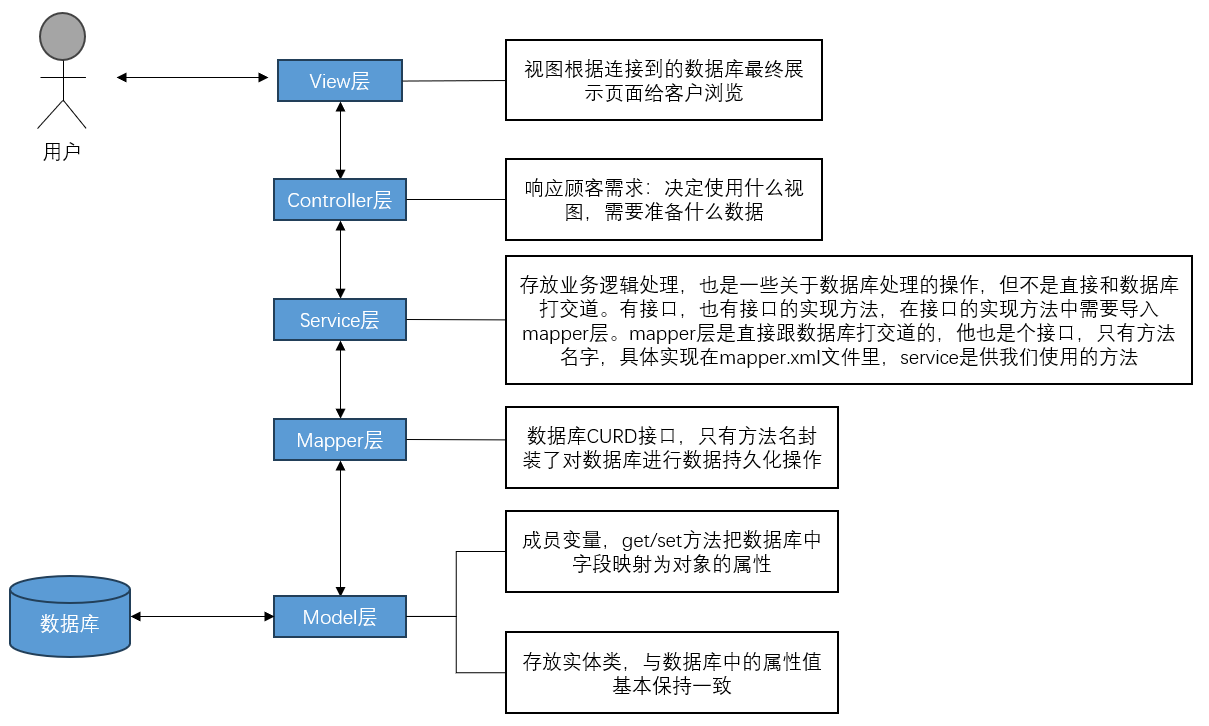 View层
视图根据连接到的数据库最终展
示页面给客户浏览
用户
Controller层
响应顾客需求：决定使用什么视
图，需要准备什么数据
Service层
存放业务逻辑处理，也是一些关于数据库处理的操作，但不是直接和数据库
打交道。有接口，也有接口的实现方法，在接口的实现方法中需要导入
mapper层。mapper层是直接跟数据库打交道的，他也是个接口，只有方法
名字，具体实现在mapper.xml文件里，service是供我们使用的方法
Mapper层
数据库CURD接口，只有方法名封
装了对数据库进行数据持久化操作
成员变量，get/set方法把数据库中
字段映射为对象的属性
数据库
Model层
存放实体类，与数据库中的属性值
基本保持一致